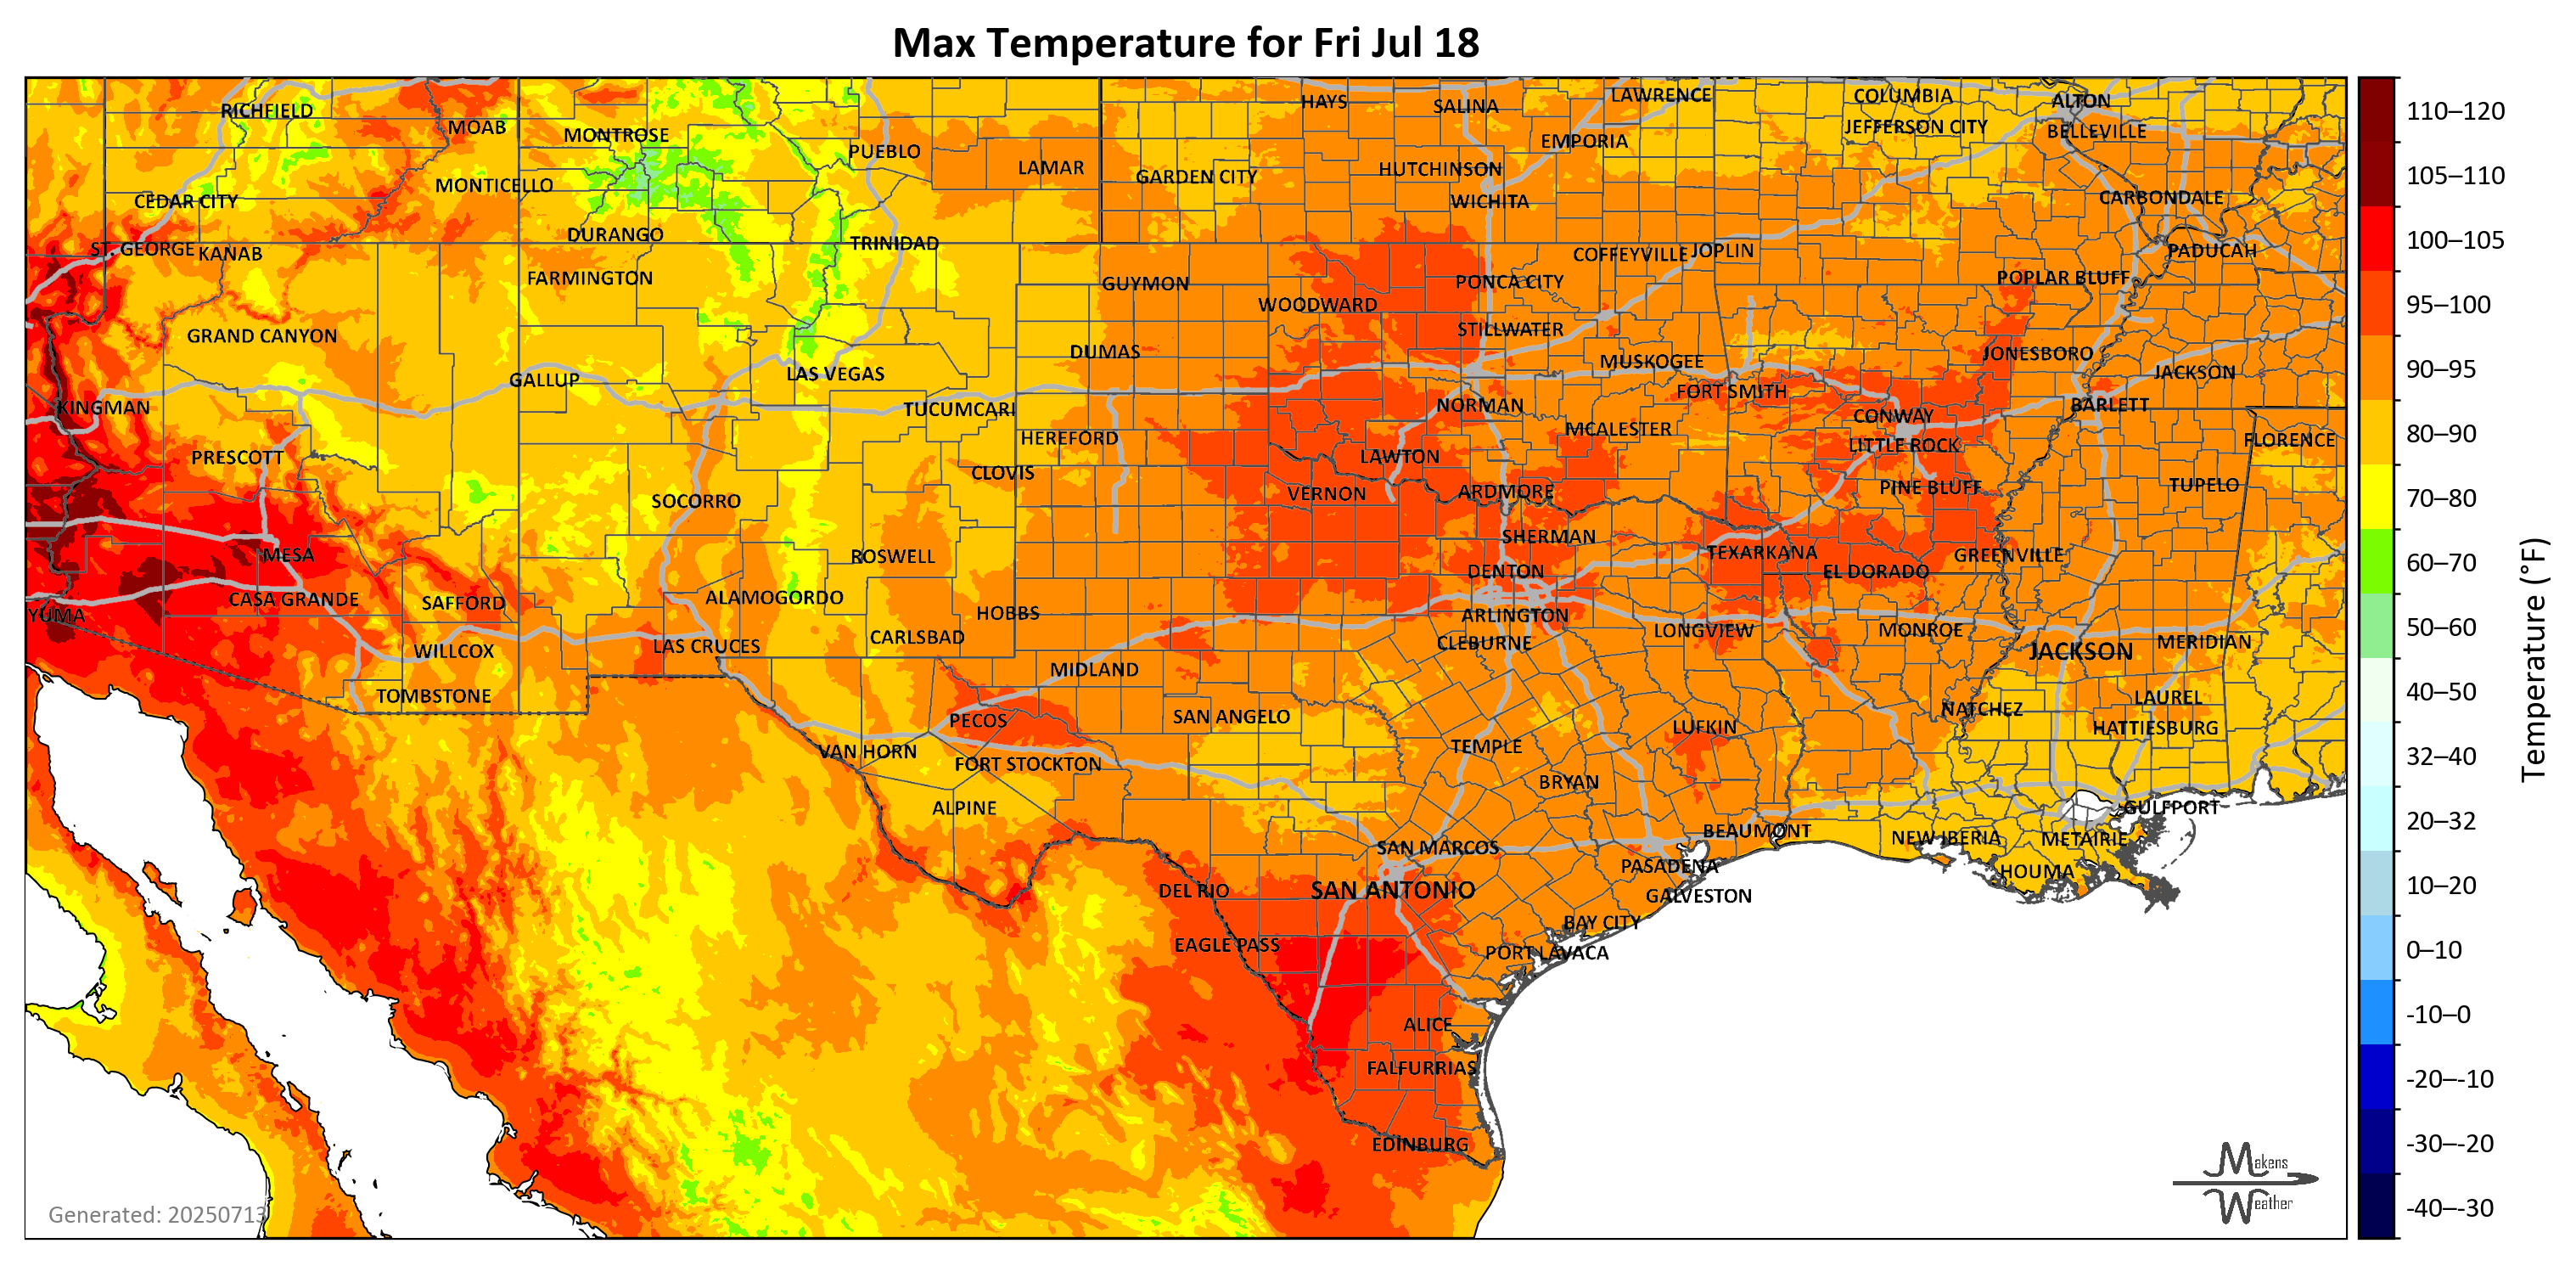 Max Temperature for Fri Jul 18
RICHFIELD
MOAB
MONTROSE
PUEBLO
LAMAR
HAYS
SALINA
LAWRENCE
COLUMBIA
ALTON
EMPORIA
JEFFERSON CITY
BELLEVILLE
GARDEN CITY
HUTCHINSON
CEDAR CITY
MONTICELLO
WICHITA
CARBONDALE
DURANGO
TRINIDAD
ST. GEORGE
KANAB
COFFEYVILLE
JOPLIN
PADUCAH
FARMINGTON
GUYMON
PONCA CITY
POPLAR BLUFF
WOODWARD
GRAND CANYON
STILLWATER
DUMAS
MUSKOGEE
JONESBORO
GALLUP
LAS VEGAS
FORT SMITH
JACKSON
KINGMAN
TUCUMCARI
NORMAN
CONWAY
BARLETT
HEREFORD
MCALESTER
LITTLE ROCK
FLORENCE
PRESCOTT
CLOVIS
LAWTON
SOCORRO
VERNON
ARDMORE
PINE BLUFF
TUPELO
MESA
ROSWELL
SHERMAN
TEXARKANA
GREENVILLE
DENTON
EL DORADO
YUMA
CASA GRANDE
SAFFORD
ALAMOGORDO
HOBBS
ARLINGTON
WILLCOX
LAS CRUCES
CARLSBAD
CLEBURNE
LONGVIEW
MONROE
JACKSON
MERIDIAN
MIDLAND
TOMBSTONE
PECOS
SAN ANGELO
LUFKIN
NATCHEZ
LAUREL
HATTIESBURG
VAN HORN
FORT STOCKTON
TEMPLE
BRYAN
ALPINE
GULFPORT
SAN MARCOS
BEAUMONT
NEW IBERIA
METAIRIE
PASADENA
HOUMA
DEL RIO
SAN ANTONIO
GALVESTON
BAY CITY
EAGLE PASS
PORT LAVACA
ALICE
FALFURRIAS
EDINBURG
Generated: 20250713
Makens
Weather
110–120
105–110
100–105
95–100
90–95
80–90
70–80
60–70
50–60
40–50
32–40
20–32
10–20
0–10
-10–0
-20–-10
-30–-20
-40–-30
Temperature (°F)